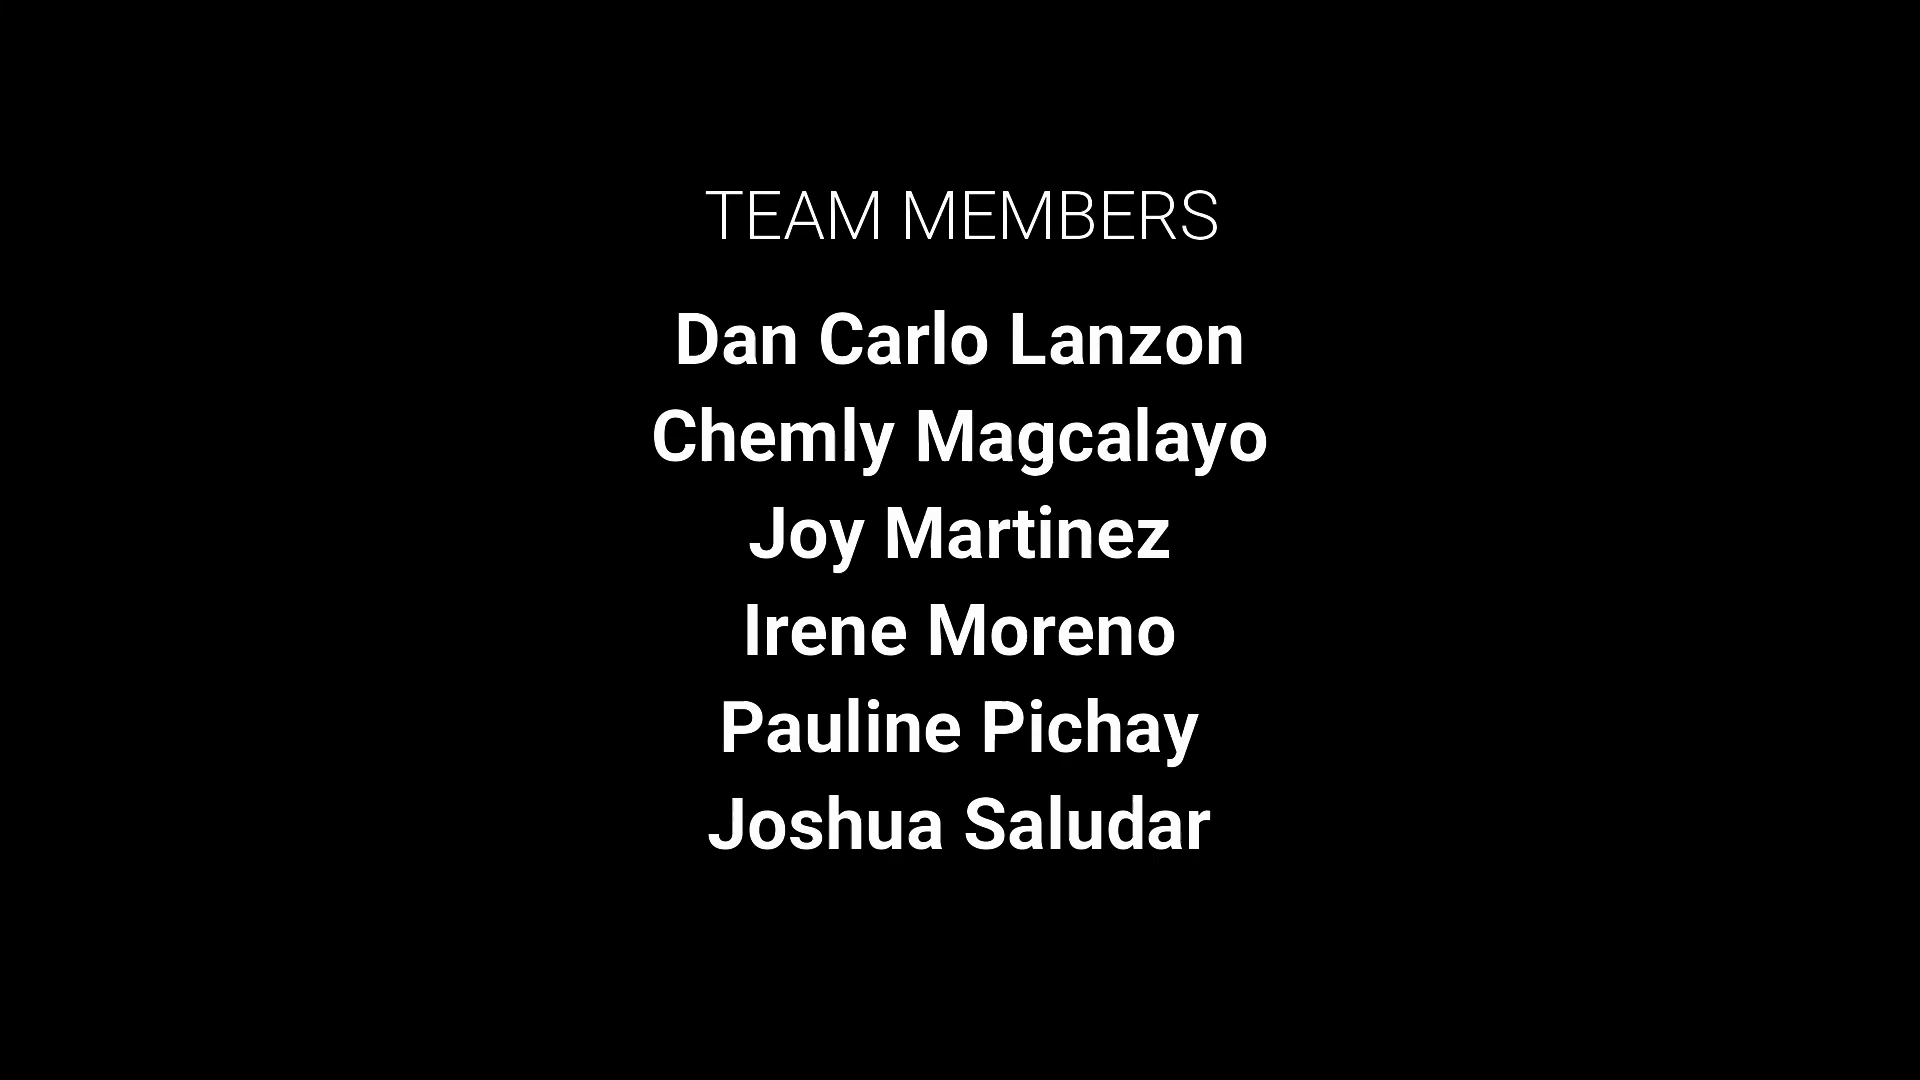 TEAM MEMBERS
Dan Carlo Lanzon
Chemly Magcalayo
Joy Martinez
Irene Moreno
Pauline Pichay
Joshua Saludar